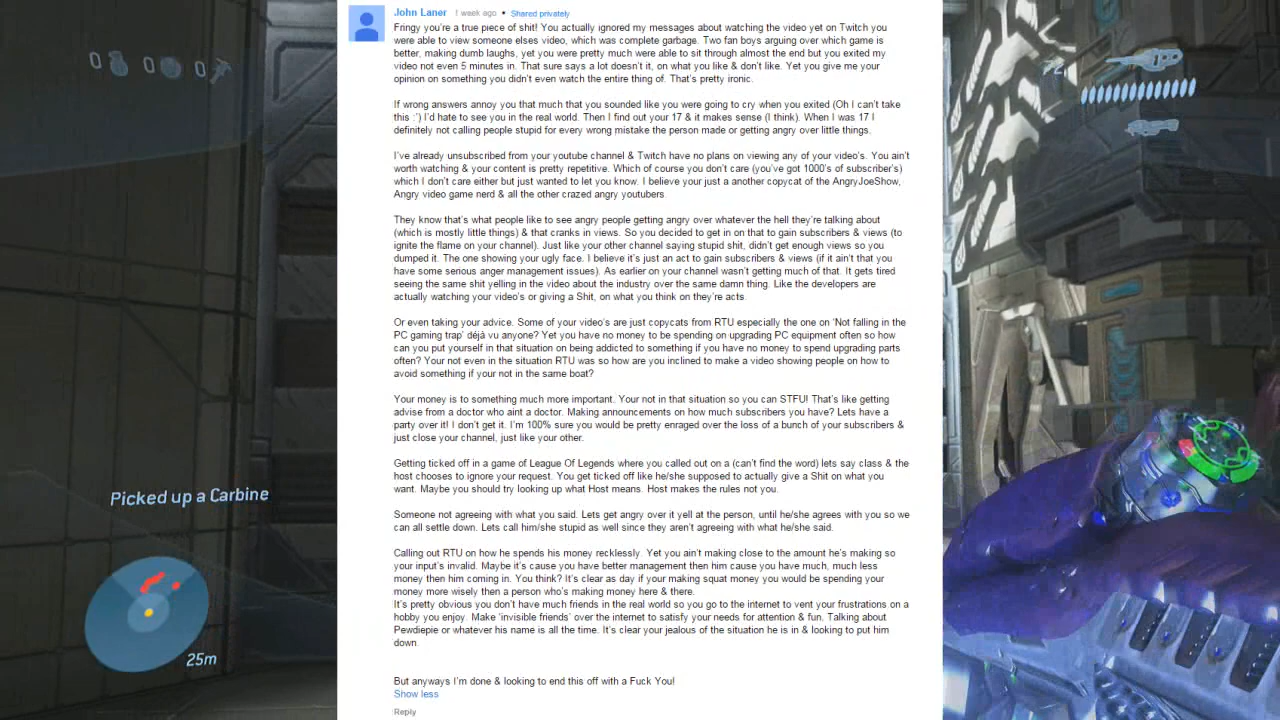 John Laner 1 week ago • Shared privately
Fringy you're a true piece of shit! You actually ignored my messages about watching the video yet on Twitch you
were able to view someone elses video, which was complete garbage. Two fan boys arguing over which game is
better, making dumb laughs, yet you were pretty much were able to sit through almost the end but you exited my
video not even 5 minutes in. That sure says a lot doesn't it, on what you like & don't like. Yet you give me your
opinion on something you didn't even watch the entire thing of. That's pretty ironic.
If wrong answers annoy you that much that you sounded like you were going to cry when you exited (Oh I can't take
this :') I'd hate to see you in the real world. Then I find out your 17 & it makes sense (I think). When I was 17 I
definitely not calling people stupid for every wrong mistake the person made or getting angry over little things.
I've already unsubscribed from your youtube channel & Twitch have no plans on viewing any of your video's. You ain't
worth watching & your content is pretty repetitive. Which of course you don't care (you've got 1000's of subscriber's)
which I don't care either but just wanted to let you know. I believe your just a another copycat of the AngryJoeShow,
Angry video game nerd & all the other crazed angry youtubers.
They know that's what people like to see angry people getting angry over whatever the hell they're talking about
(which is mostly little things) & that cranks in views. So you decided to get in on that to gain subscribers & views (to
ignite the flame on your channel). Just like your other channel saying stupid shit, didn't get enough views so you
dumped it. The one showing your ugly face. I believe it's just an act to gain subscribers & views (if it ain't that you
have some serious anger management issues). As earlier on your channel wasn't getting much of that. It gets tired
seeing the same shit yelling in the video about the industry over the same damn thing. Like the developers are
actually watching your video's or giving a Shit, on what you think on they're acts.
Or even taking your advice. Some of your video's are just copycats from RTU especially the one on 'Not falling in the
PC gaming trap' déjà vu anyone? Yet you have no money to be spending on upgrading PC equipment often so how
can you put yourself in that situation on being addicted to something if you have no money to spend upgrading parts
often? Your not even in the situation RTU was so how are you inclined to make a video showing people on how to
avoid something if your not in the same boat?
Your money is to something much more important. Your not in that situation so you can STFU! That's like getting
advise from a doctor who aint a doctor. Making announcements on how much subscribers you have? Lets have a
party over it! I don't get it. I'm 100% sure you would be pretty enraged over the loss of a bunch of your subscribers &
just close your channel, just like your other.
Getting ticked off in a game of League Of Legends where you called out on a (can't find the word) lets say class & the
host chooses to ignore your request. You get ticked off like he/she supposed to actually give a Shit on what you
want. Maybe you should try looking up what Host means. Host makes the rules not you.
Someone not agreeing with what you said. Lets get angry over it yell at the person, until he/she agrees with you so we
can all settle down. Lets call him/she stupid as well since they aren't agreeing with what he/she said.
Calling out RTU on how he spends his money recklessly. Yet you ain't making close to the amount he's making so
your input's invalid. Maybe it's cause you have better management then him cause you have much, much less
money then him coming in. You think? It's clear as day if your making squat money you would be spending your
money more wisely then a person who's making money here & there.
It's pretty obvious you don't have much friends in the real world so you go to the internet to vent your frustrations on a
hobby you enjoy. Make 'invisible friends' over the internet to satisfy your needs for attention & fun. Talking about
Pewdiepie or whatever his name is all the time. It's clear your jealous of the situation he is in & looking to put him
down.
But anyways I'm done & looking to end this off with a Fuck You!
Show less
Reply
0 0 0
72
Picked up a Carbine
25m